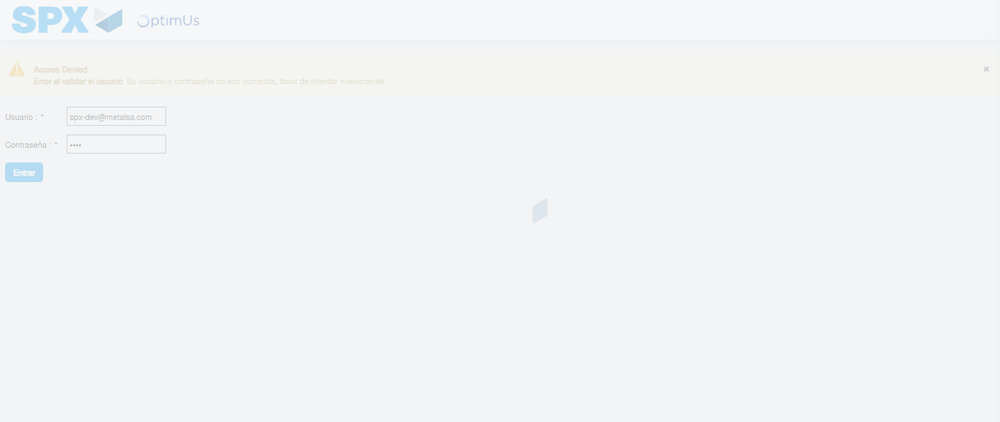 SPX OptimUs
Access Denied
Error al validar el usuario Su usuario o contraseña no son correctos, favor de intentar nuevamente
Usuario : * spx-dev@metalsa.com
Contraseña : * ••••
Entrar